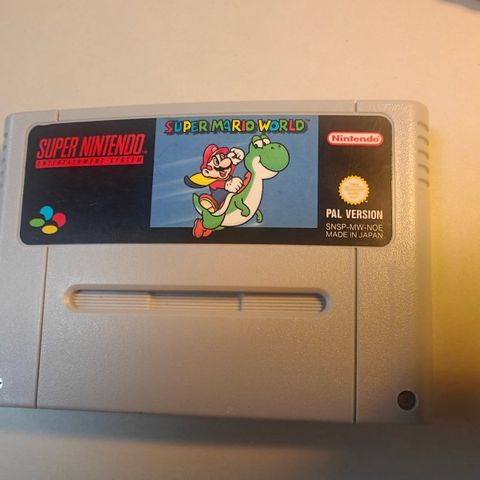 SUPER NINTENDO
ENTERTAINMENT SYSTEM
SUPER MARIO WORLD
Nintendo
PAL VERSION
SNSP-MW-NOE
MADE IN JAPAN